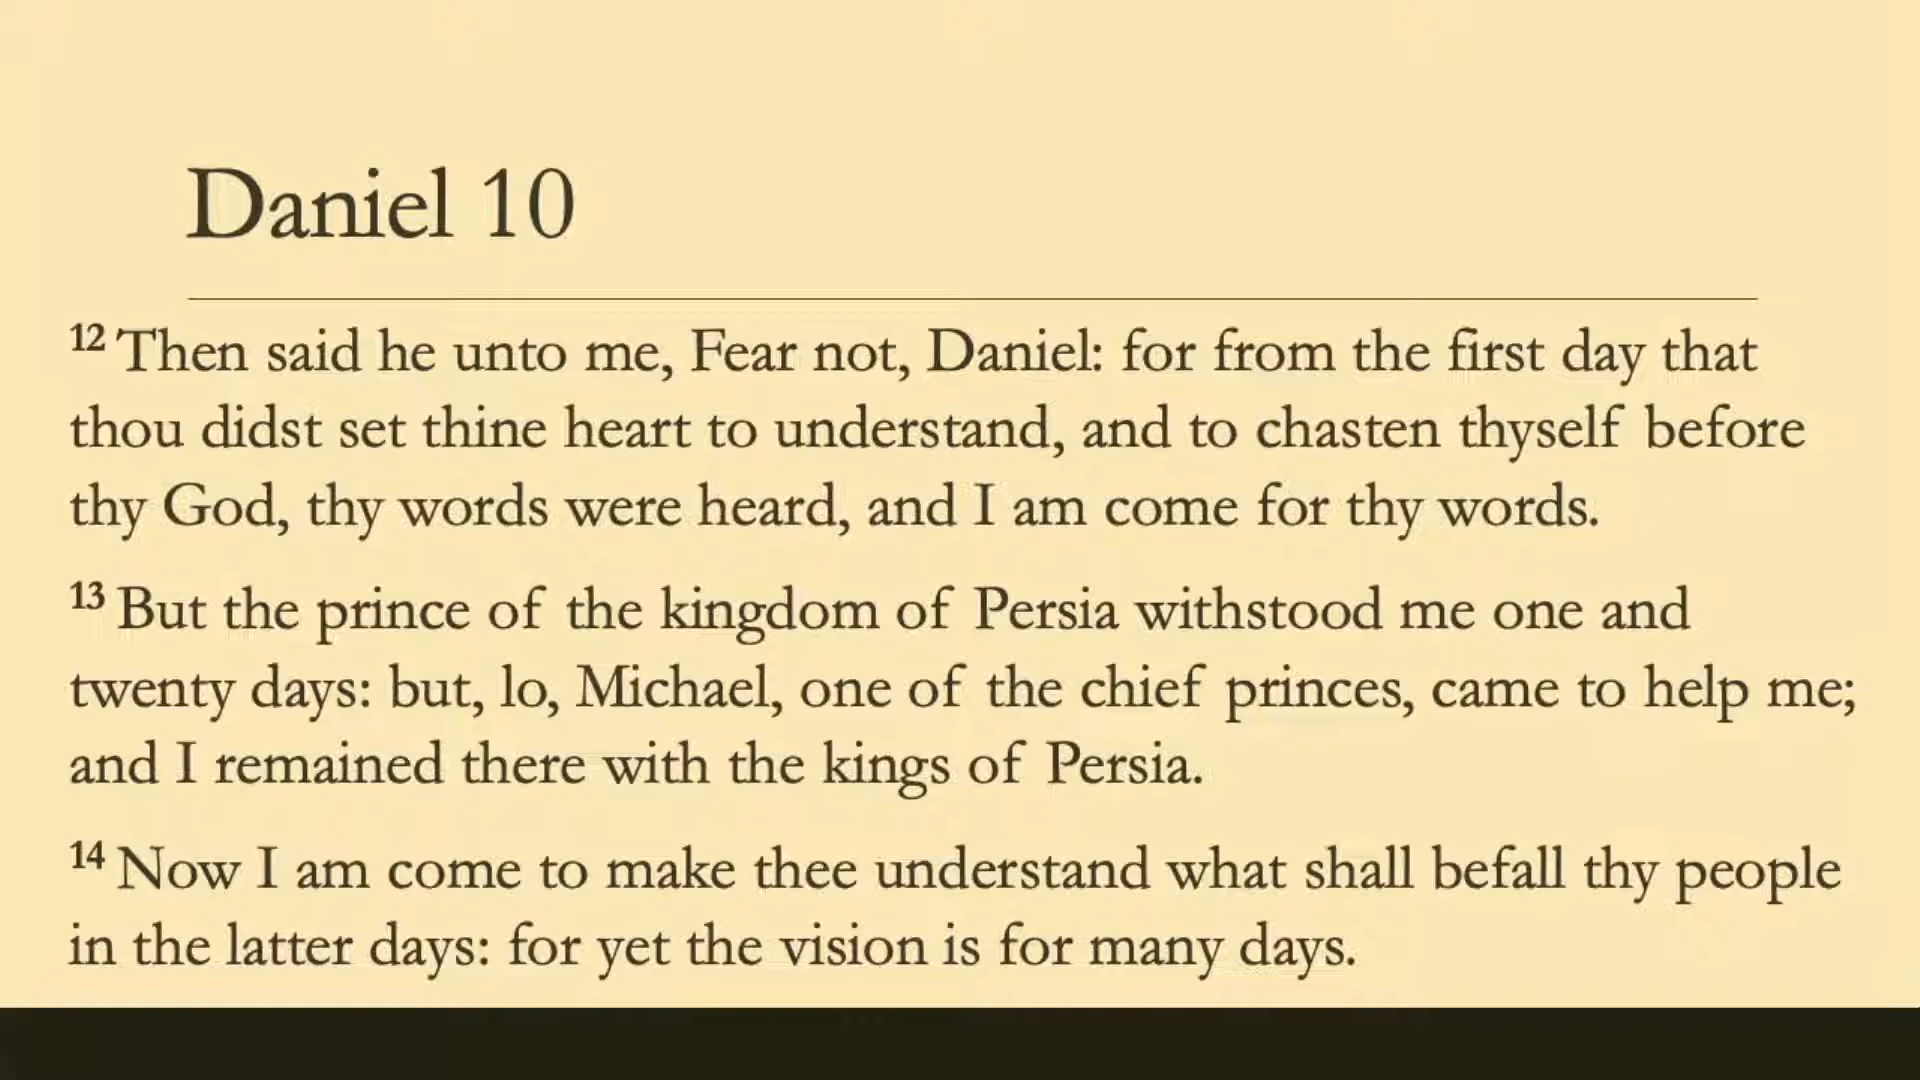 Daniel 10
12 Then said he unto me, Fear not, Daniel: for from the first day that
thou didst set thine heart to understand, and to chasten thyself before
thy God, thy words were heard, and I am come for thy words.
13 But the prince of the kingdom of Persia withstood me one and
twenty days: but, lo, Michael, one of the chief princes, came to help me;
and I remained there with the kings of Persia.
14 Now I am come to make thee understand what shall befall thy people
in the latter days: for yet the vision is for many days.